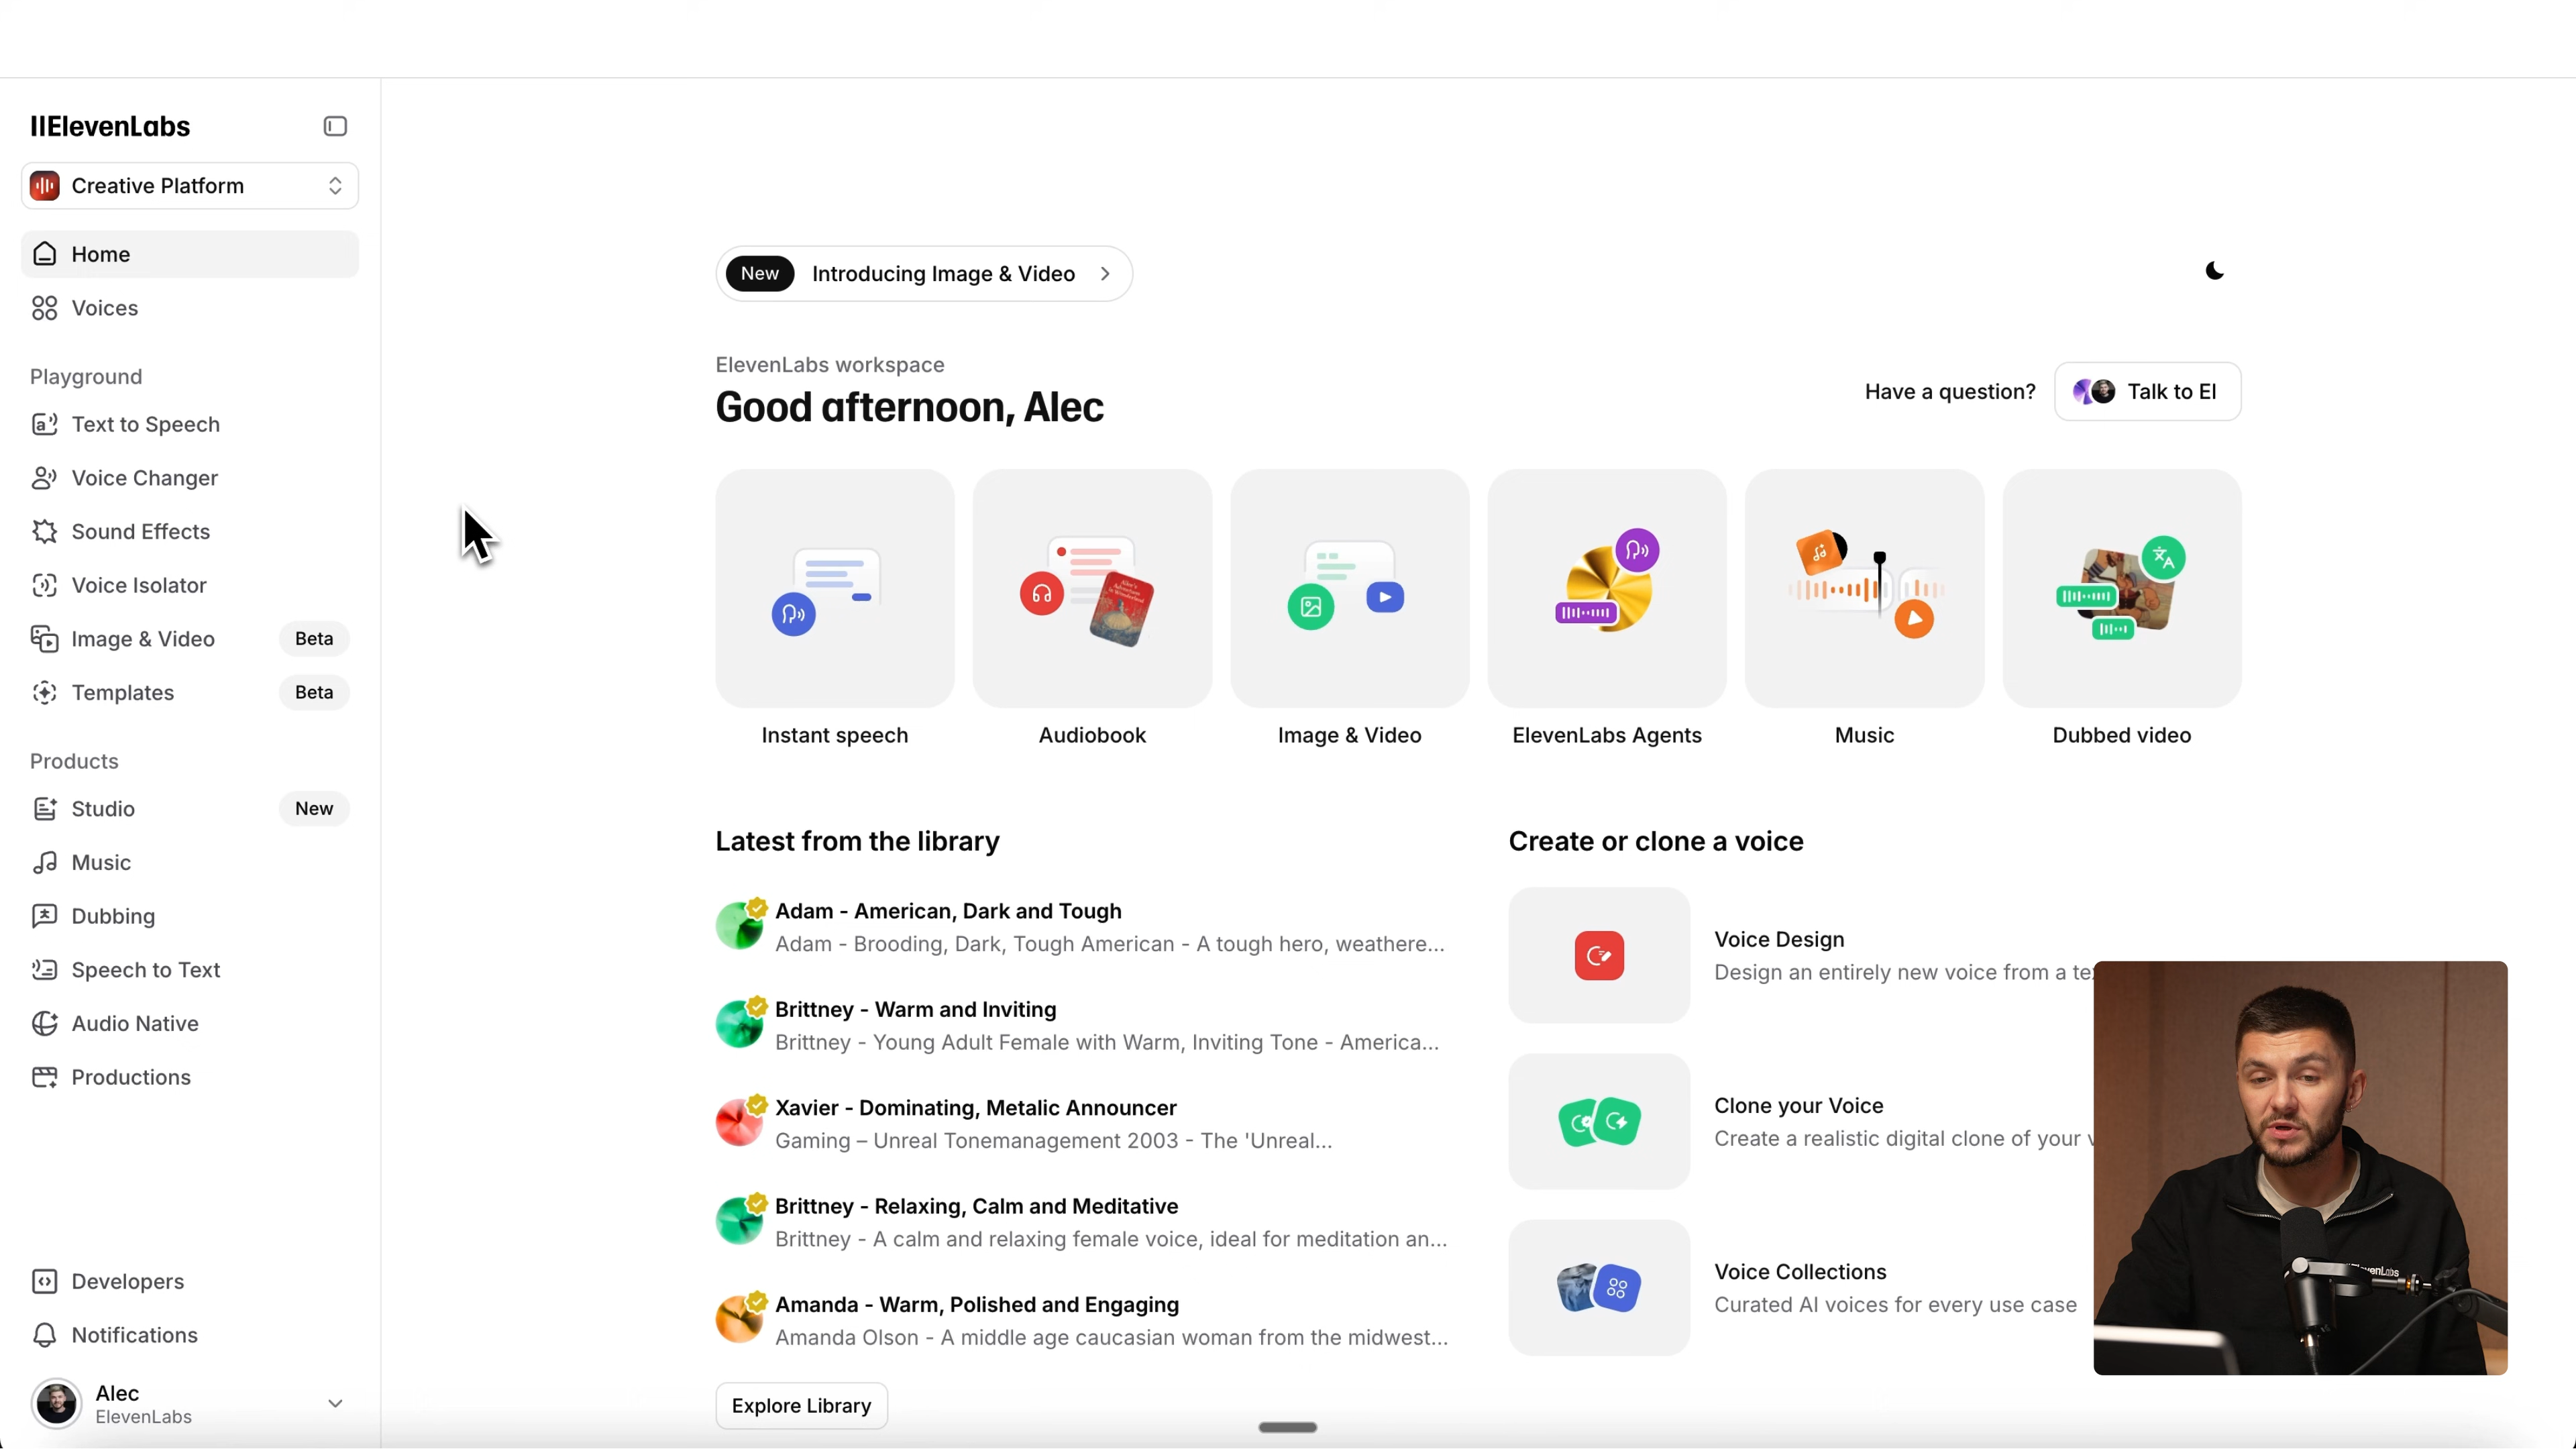 IIElevenLabs
Creative Platform
Home
Voices
Playground
Text to Speech
Voice Changer
Sound Effects
Voice Isolator
Image & Video Beta
Templates Beta
Products
Studio New
Music
Dubbing
Speech to Text
Audio Native
Productions
Developers
Notifications
Alec
ElevenLabs
New Introducing Image & Video
ElevenLabs workspace
Good afternoon, Alec
Have a question? Talk to El
Instant speech
Audiobook
Image & Video
ElevenLabs Agents
Music
Dubbed video
Latest from the library
Adam - American, Dark and Tough
Adam - Brooding, Dark, Tough American - A tough hero, weathere...
Brittney - Warm and Inviting
Brittney - Young Adult Female with Warm, Inviting Tone - America...
Xavier - Dominating, Metalic Announcer
Gaming – Unreal Tonemanagement 2003 - The 'Unreal...
Brittney - Relaxing, Calm and Meditative
Brittney - A calm and relaxing female voice, ideal for meditation an...
Amanda - Warm, Polished and Engaging
Amanda Olson - A middle age caucasian woman from the midwest...
Explore Library
Create or clone a voice
Voice Design
Design an entirely new voice from a
Clone your Voice
Create a realistic digital clone of your
Voice Collections
Curated AI voices for every use case